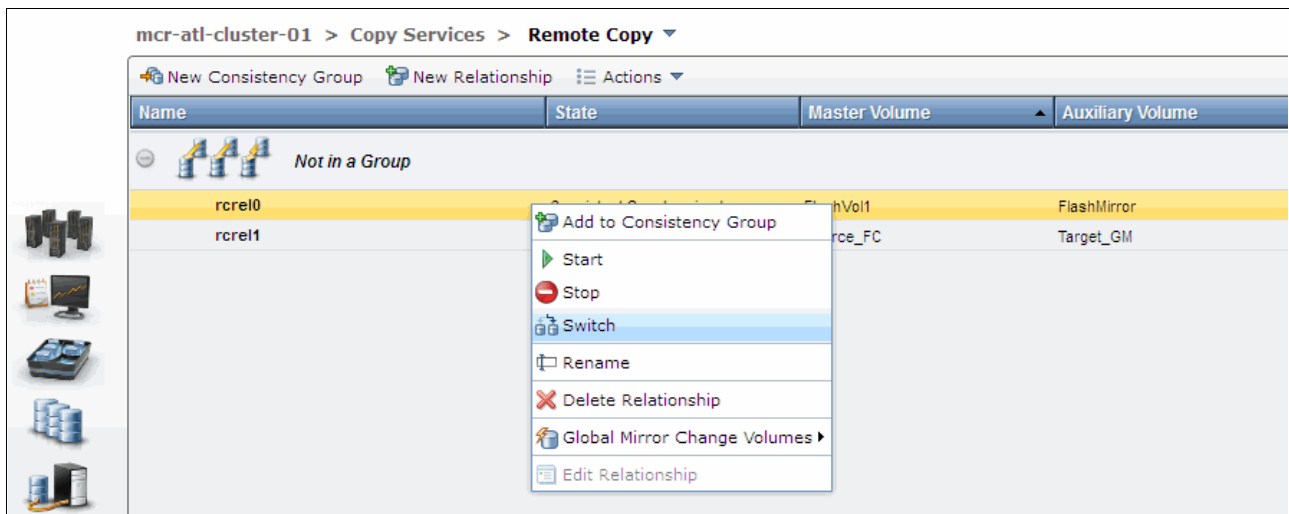 mcr-atl-cluster-01 > Copy Services > Remote Copy
New Consistency Group New Relationship Actions
Name State Master Volume Auxiliary Volume
Not in a Group
rcrel0 FlashMirror
rcrel1 Target_GM
Add to Consistency Group
Start
Stop
Switch
Rename
Delete Relationship
Global Mirror Change Volumes
Edit Relationship